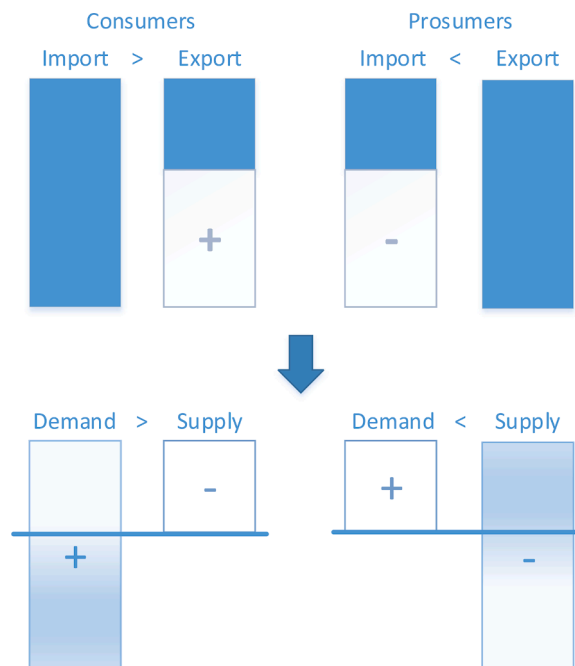 Consumers Prosumers
Import > Export Import < Export
+ -
Demand > Supply Demand < Supply
- +
+ -